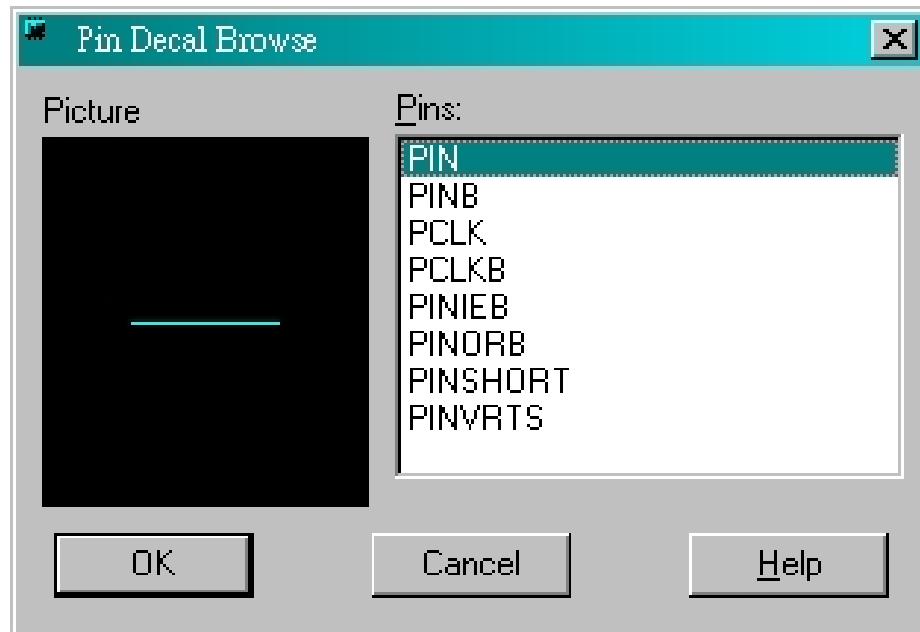 Pin Decal Browse
Picture
Pins:
PIN
PINB
PCLK
PCLKB
PINIEB
PINORB
PINSHORT
PINVRTS
OK
Cancel
Help